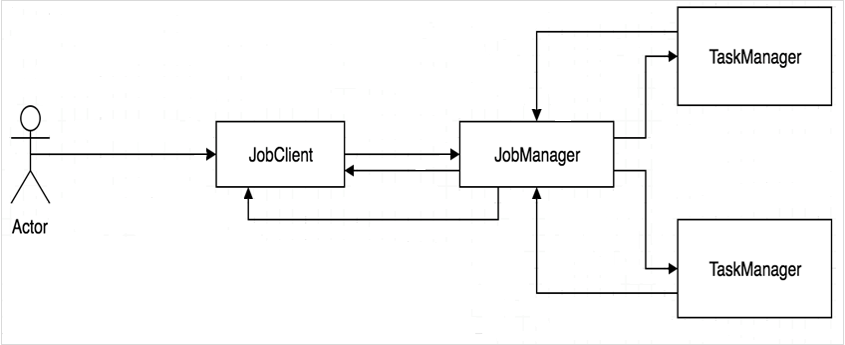 TaskManager
JobClient
JobManager
Actor
TaskManager